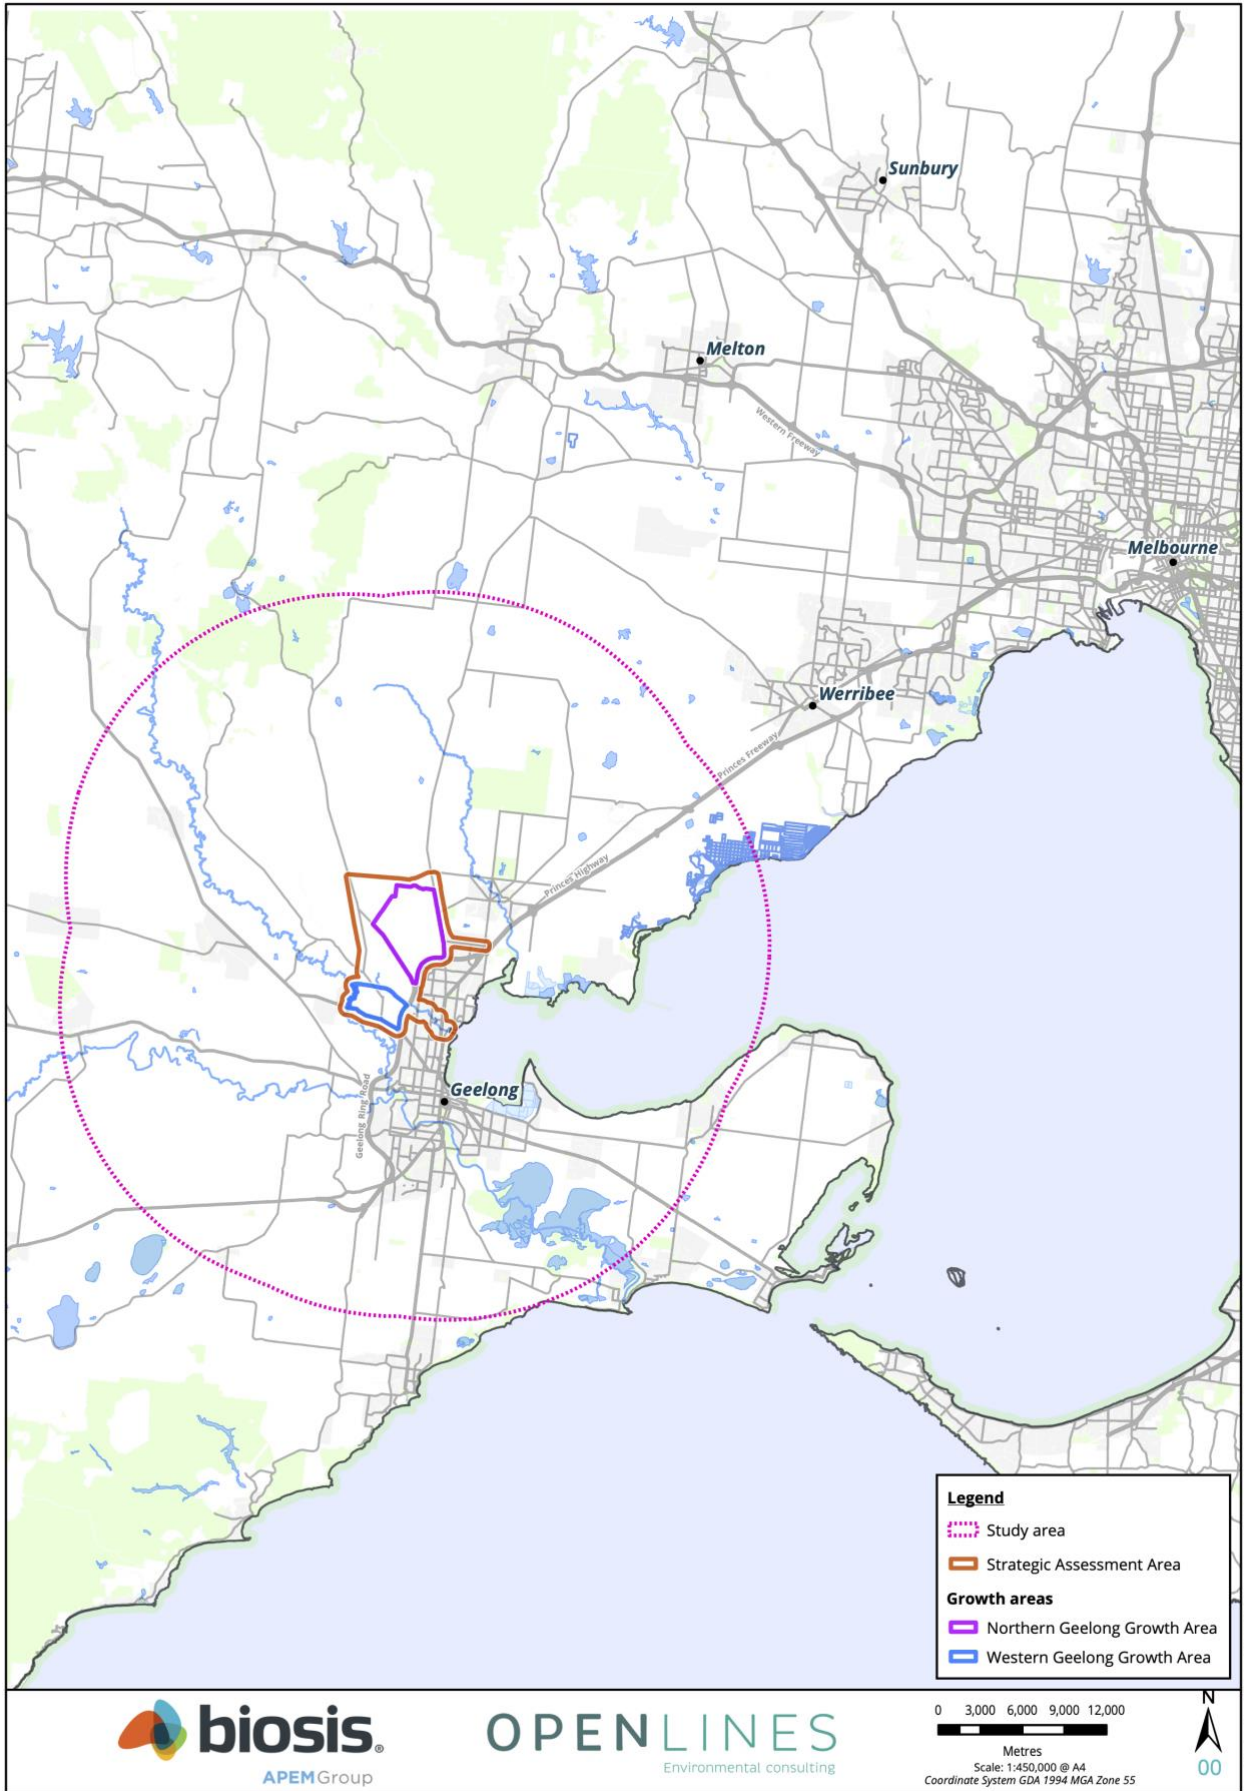 Sunbury
Melton
Western Freeway
Melbourne
Werribee
Princes Freeway
Princes Highway
Geelong
Geelong Ring Road
Legend
Study area
Strategic Assessment Area
Growth areas
Northern Geelong Growth Area
Western Geelong Growth Area
biosis®
APEMGroup
OPENLINES
Environmental consulting
0 3,000 6,000 9,000 12,000
Metres
Scale: 1:450,000 @ A4
Coordinate System GDA 1994 MGA Zone 55
N
00